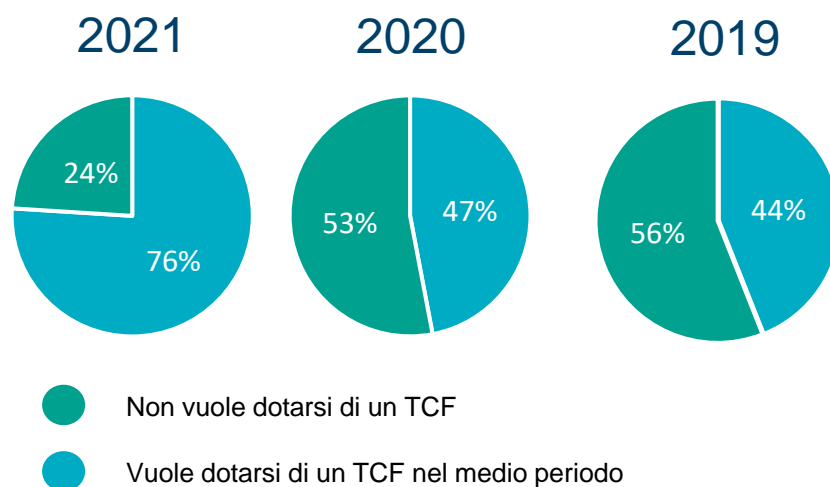 2021 2020 2019
24% 76% 53% 47% 56% 44%
Non vuole dotarsi di un TCF
Vuole dotarsi di un TCF nel medio periodo